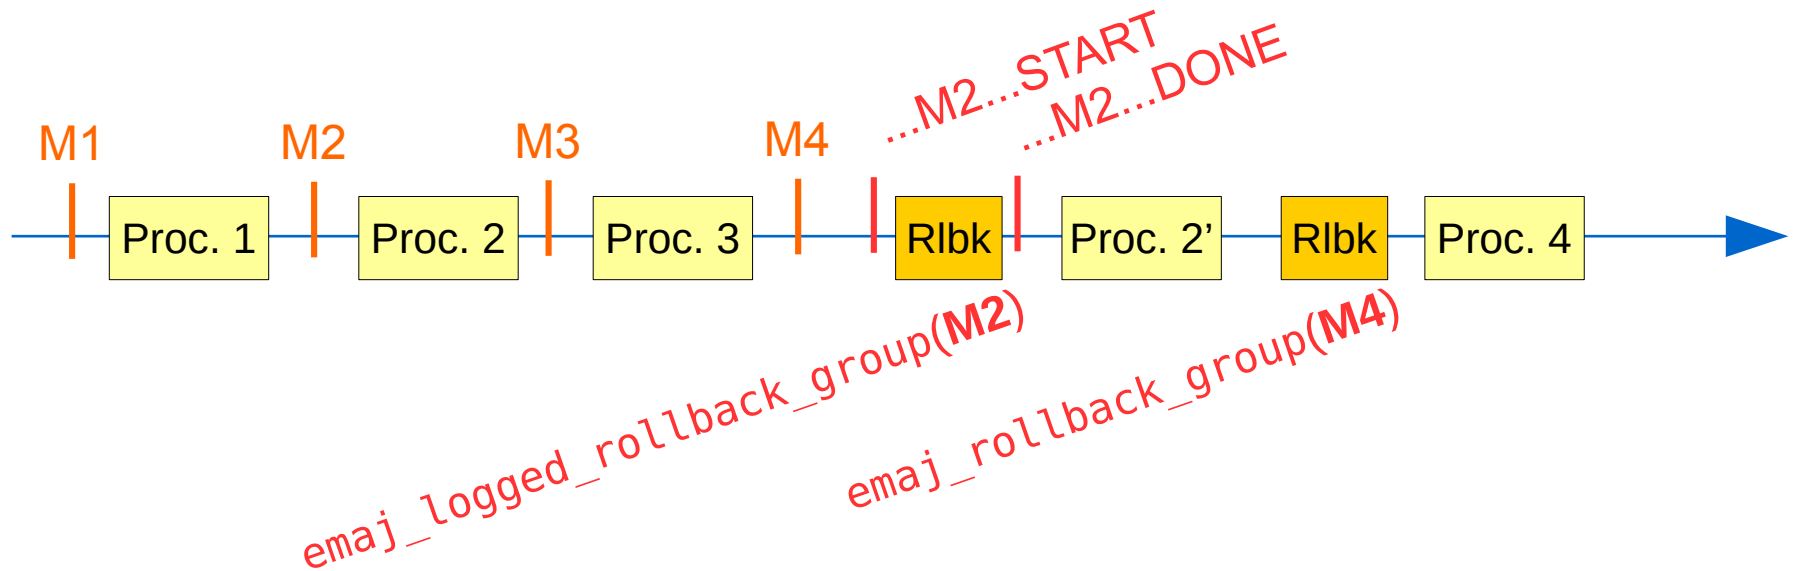 ...M2...START
...M2...DONE
M1 M2 M3 M4
Proc. 1 Proc. 2 Proc. 3 Rlbk Proc. 2’ Rlbk Proc. 4
emaj_logged_rollback_group(M2)
emaj_rollback_group(M4)